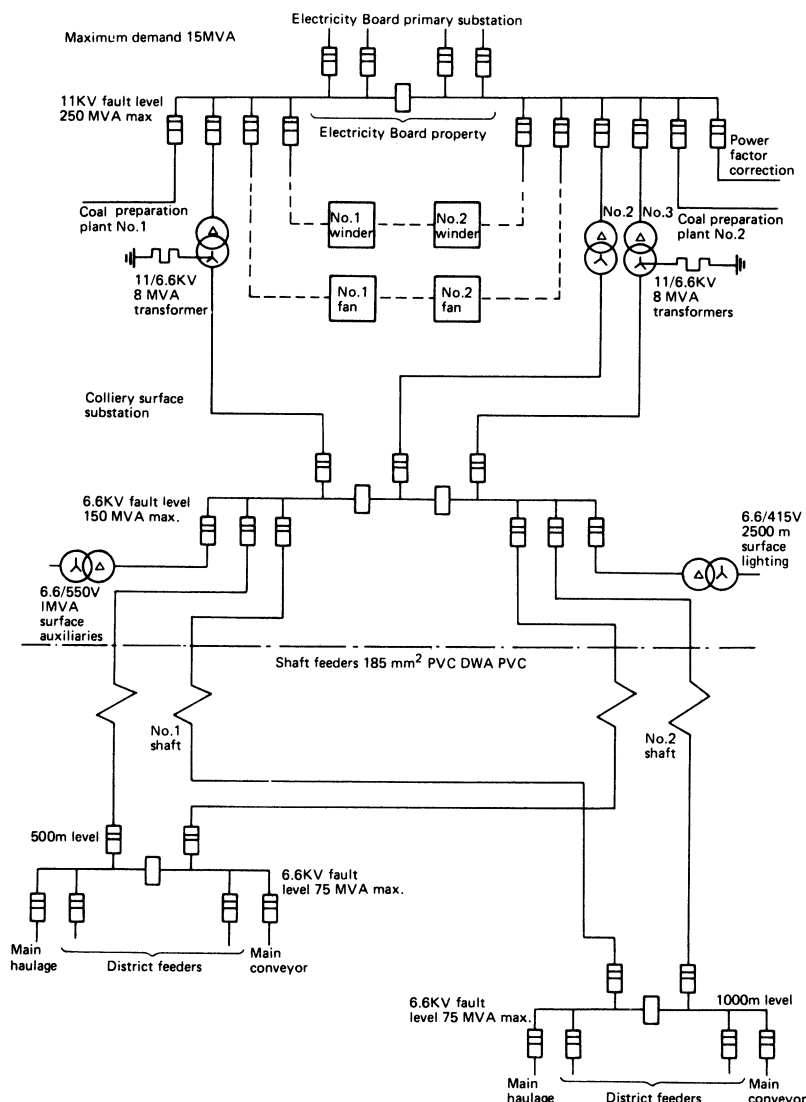 Electricity Board primary substation
Maximum demand 15MVA
11KV fault level
250 MVA max
Electricity Board property
Power
factor
correction
Coal preparation
plant No.1
No.1
winder
No.2
winder
No.2
No.3
Coal preparation
plant No.2
11/6.6KV
8 MVA
transformer
No.1
fan
No.2
fan
11/6.6KV
8 MVA
transformers
Colliery surface
substation
6.6KV fault level
150 MVA max.
6.6/415V
2500 m
surface
lighting
6.6/550V
IMVA
surface
auxiliaries
Shaft feeders 185 mm² PVC DWA PVC
No.1
shaft
No.2
shaft
500m level
6.6KV fault
level 75 MVA max.
Main
haulage
District feeders
Main
conveyor
6.6KV fault
level 75 MVA max.
1000m level
Main
haulage
District feeders
Main
conveyor